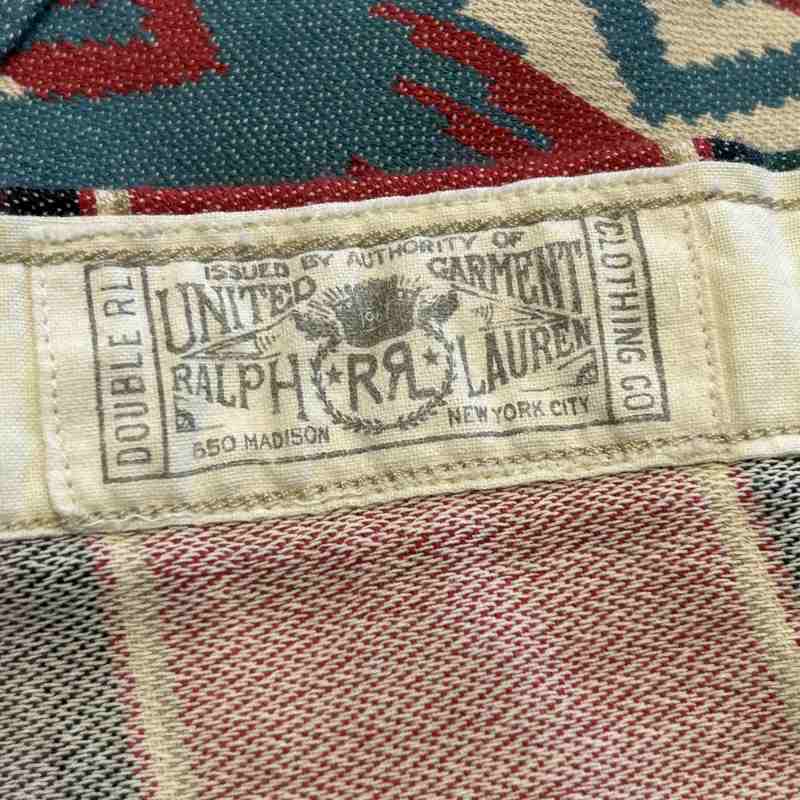 DOUBLE RL
ISSUED BY AUTHORITY OF
UNITED GARMENT
RALPH LAUREN
RRL
650 MADISON NEW YORK CITY
CLOTHING CO